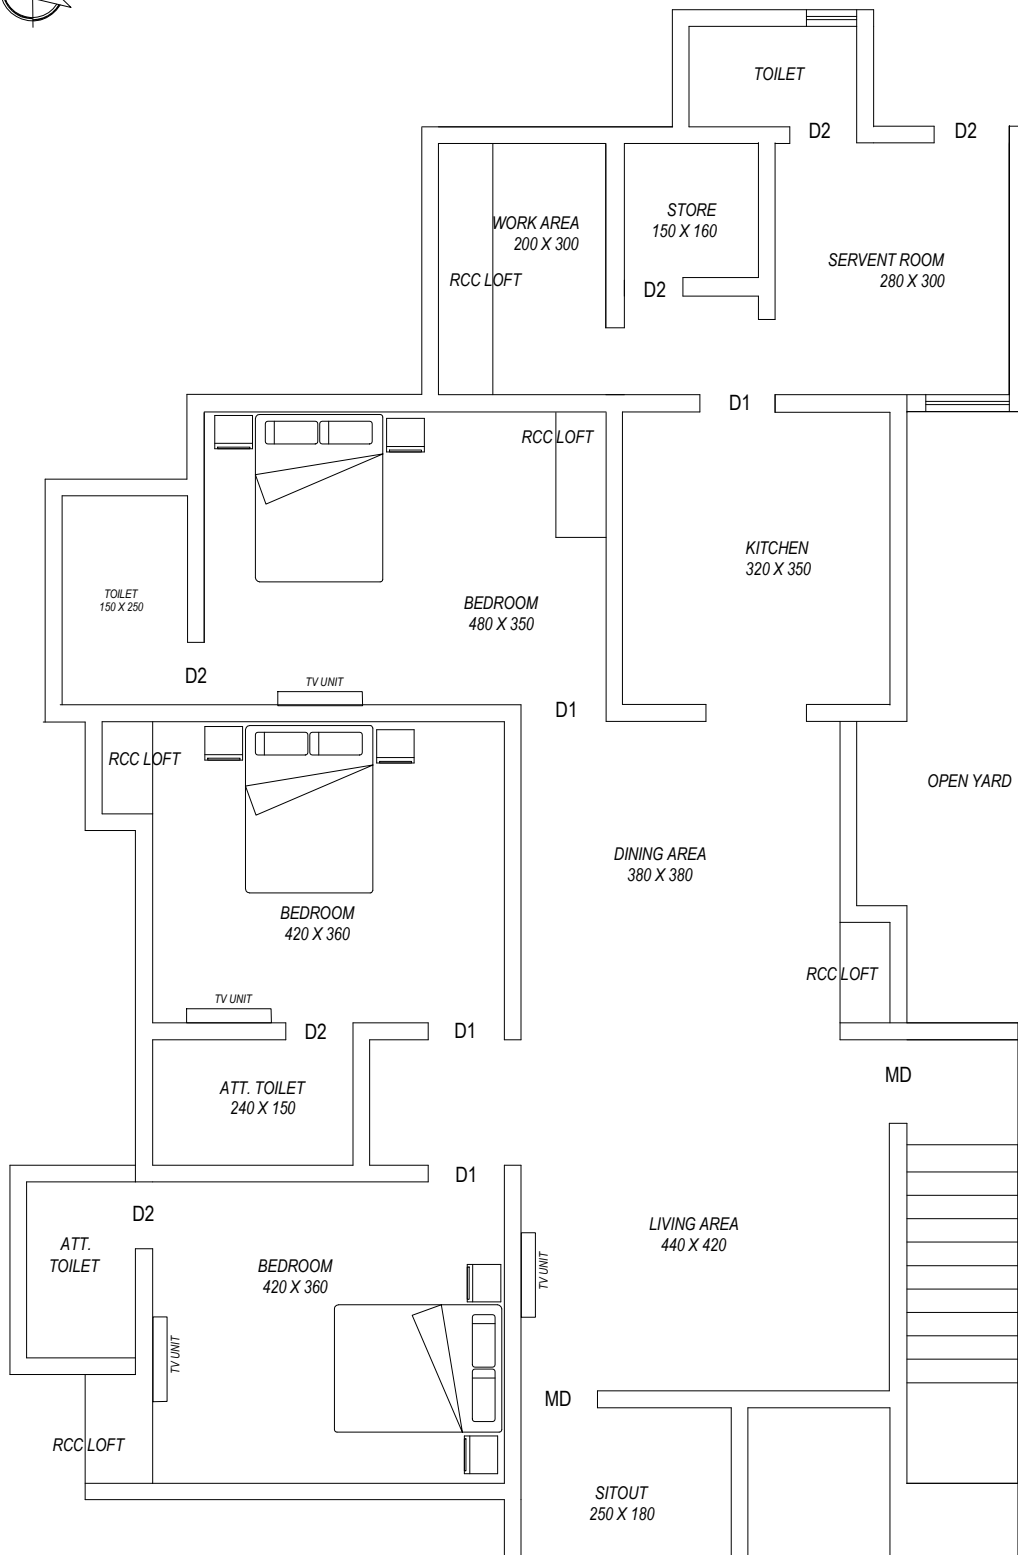 TOILET
D2
D2
WORK AREA
200 X 300
STORE
150 X 160
SERVENT ROOM
280 X 300
RCC LOFT
D2
D1
RCC LOFT
KITCHEN
320 X 350
TOILET
150 X 250
BEDROOM
480 X 350
D2
TV UNIT
D1
RCC LOFT
OPEN YARD
DINING AREA
380 X 380
BEDROOM
420 X 360
RCC LOFT
TV UNIT
D2
D1
MD
ATT. TOILET
240 X 150
D1
D2
ATT.
TOILET
LIVING AREA
440 X 420
BEDROOM
420 X 360
TV UNIT
TV UNIT
MD
RCC LOFT
SITOUT
250 X 180